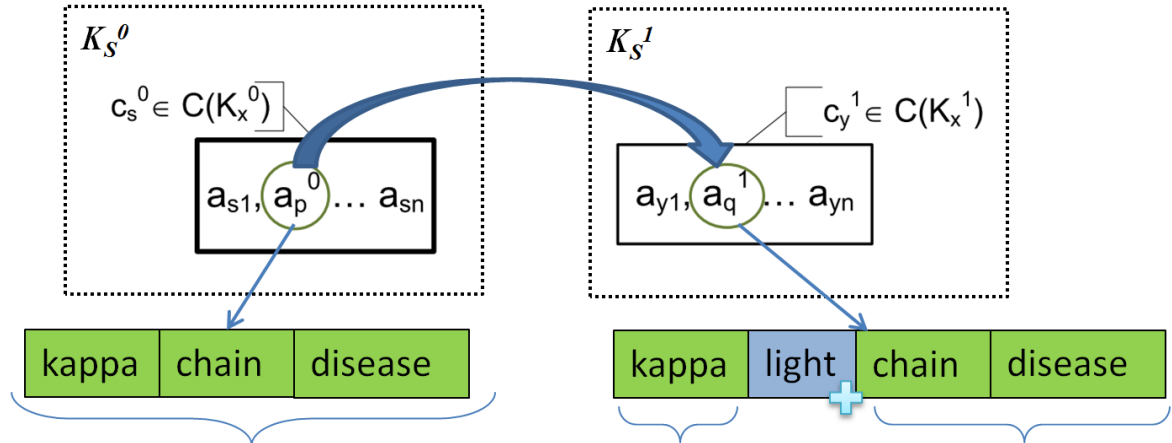 K_S^0
K_S^1
c_s^0 ∈ C(K_x^0)
c_y^1 ∈ C(K_x^1)
a_s1, a_p^0 ... a_sn
a_y1, a_q^1 ... a_yn
kappa chain disease
kappa light chain disease